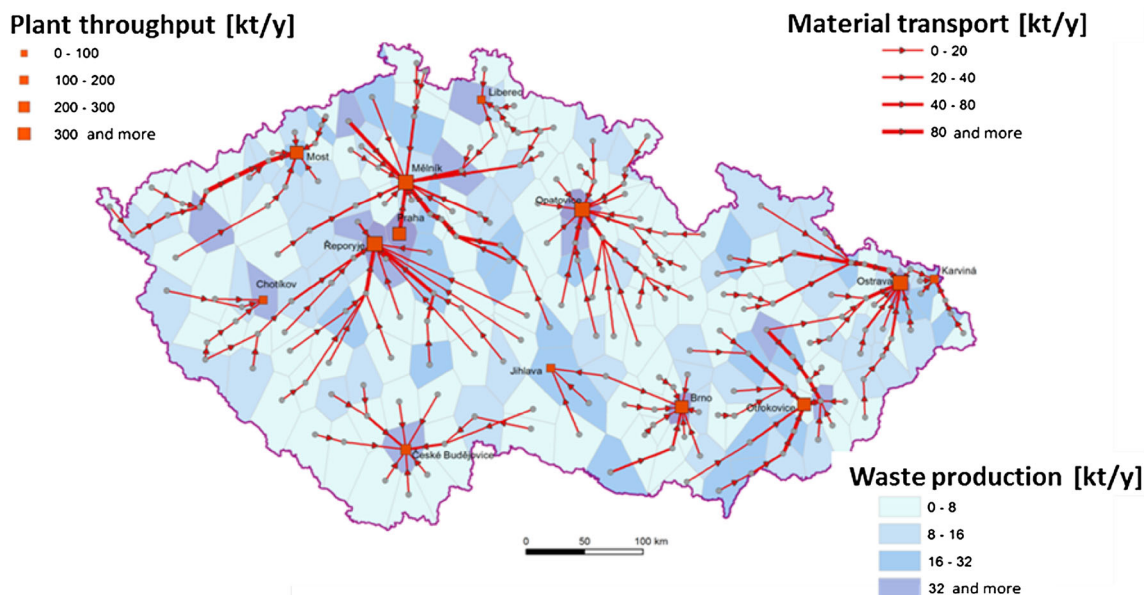 Plant throughput [kt/y]
0 - 100
100 - 200
200 - 300
300 and more
Material transport [kt/y]
0 - 20
20 - 40
40 - 80
80 and more
Liberec
Most
Mělník
Opatovice
Praha
Řeporyje
Chotíkov
Karviná
Ostrava
Jihlava
Brno
Otrokovice
České Budějovice
Waste production [kt/y]
0 - 8
8 - 16
16 - 32
32 and more
0 50 100 km